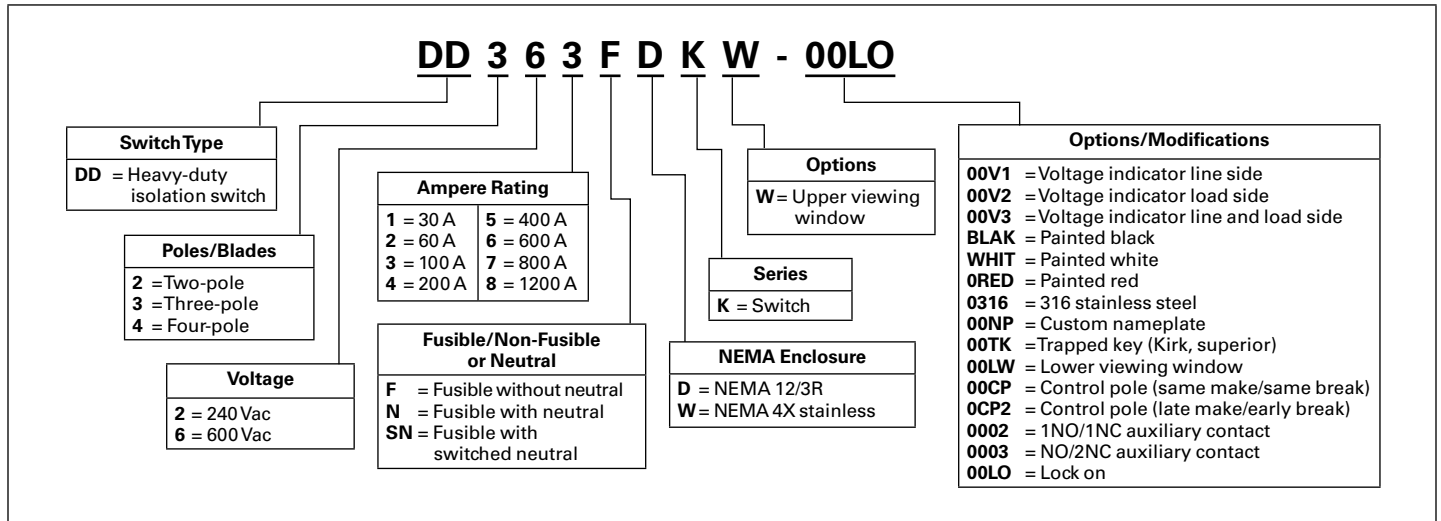 DD 3 6 3 F D K W - 00LO
Switch Type
DD = Heavy-duty
isolation switch
Poles/Blades
2 =Two-pole
3 =Three-pole
4 = Four-pole
Voltage
2 = 240 Vac
6 = 600 Vac
Ampere Rating
1 = 30 A
2 = 60 A
3 = 100 A
4 = 200 A
5 = 400 A
6 = 600 A
7 = 800 A
8 = 1200 A
Fusible/Non-Fusible
or Neutral
F = Fusible without neutral
N = Fusible with neutral
SN = Fusible with
switched neutral
NEMA Enclosure
D = NEMA 12/3R
W = NEMA 4X stainless
Series
K = Switch
Options
W = Upper viewing
window
Options/Modifications
00V1 =Voltage indicator line side
00V2 =Voltage indicator load side
00V3 =Voltage indicator line and load side
BLAK = Painted black
WHIT = Painted white
0RED = Painted red
0316 = 316 stainless steel
00NP = Custom nameplate
00TK =Trapped key (Kirk, superior)
00LW = Lower viewing window
00CP = Control pole (same make/same break)
0CP2 = Control pole (late make/early break)
0002 = 1NO/1NC auxiliary contact
0003 = NO/2NC auxiliary contact
00LO = Lock on